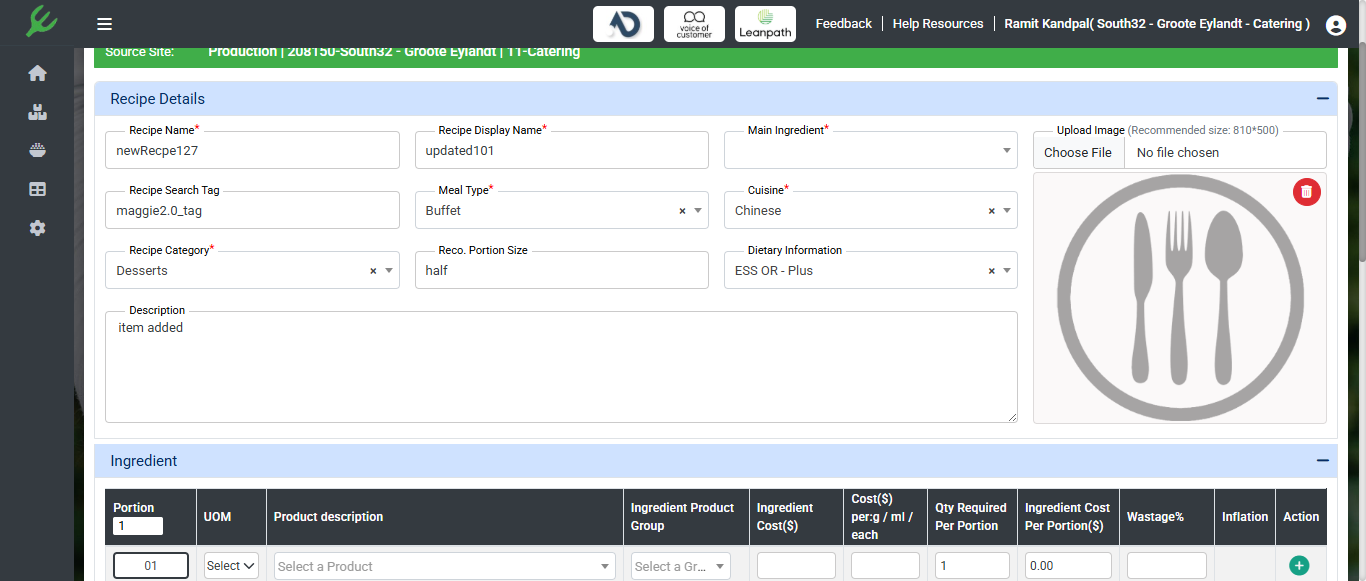 voice of
customer
Leanpath
Feedback
Help Resources
Ramit Kandpal( South32 - Groote Eylandt - Catering )
Source Site: Production | 208150-South32 - Groote Eylandt | 11-Catering
Recipe Details
Recipe Name*
newRecpe127
Recipe Display Name*
updated101
Main Ingredient*
Upload Image (Recommended size: 810*500)
Choose File No file chosen
Recipe Search Tag
maggie2.0_tag
Meal Type*
Buffet ×
Cuisine*
Chinese ×
Recipe Category*
Desserts ×
Reco. Portion Size
half
Dietary Information
ESS OR - Plus ×
Description
item added
Ingredient
Portion
1
UOM
Product description
Ingredient Product
Group
Ingredient
Cost($)
Cost($)
per:g / ml /
each
Qty Required
Per Portion
Ingredient Cost
Per Portion($)
Wastage%
Inflation
Action
01 Select Select a Product Select a Gr... 1 0.00